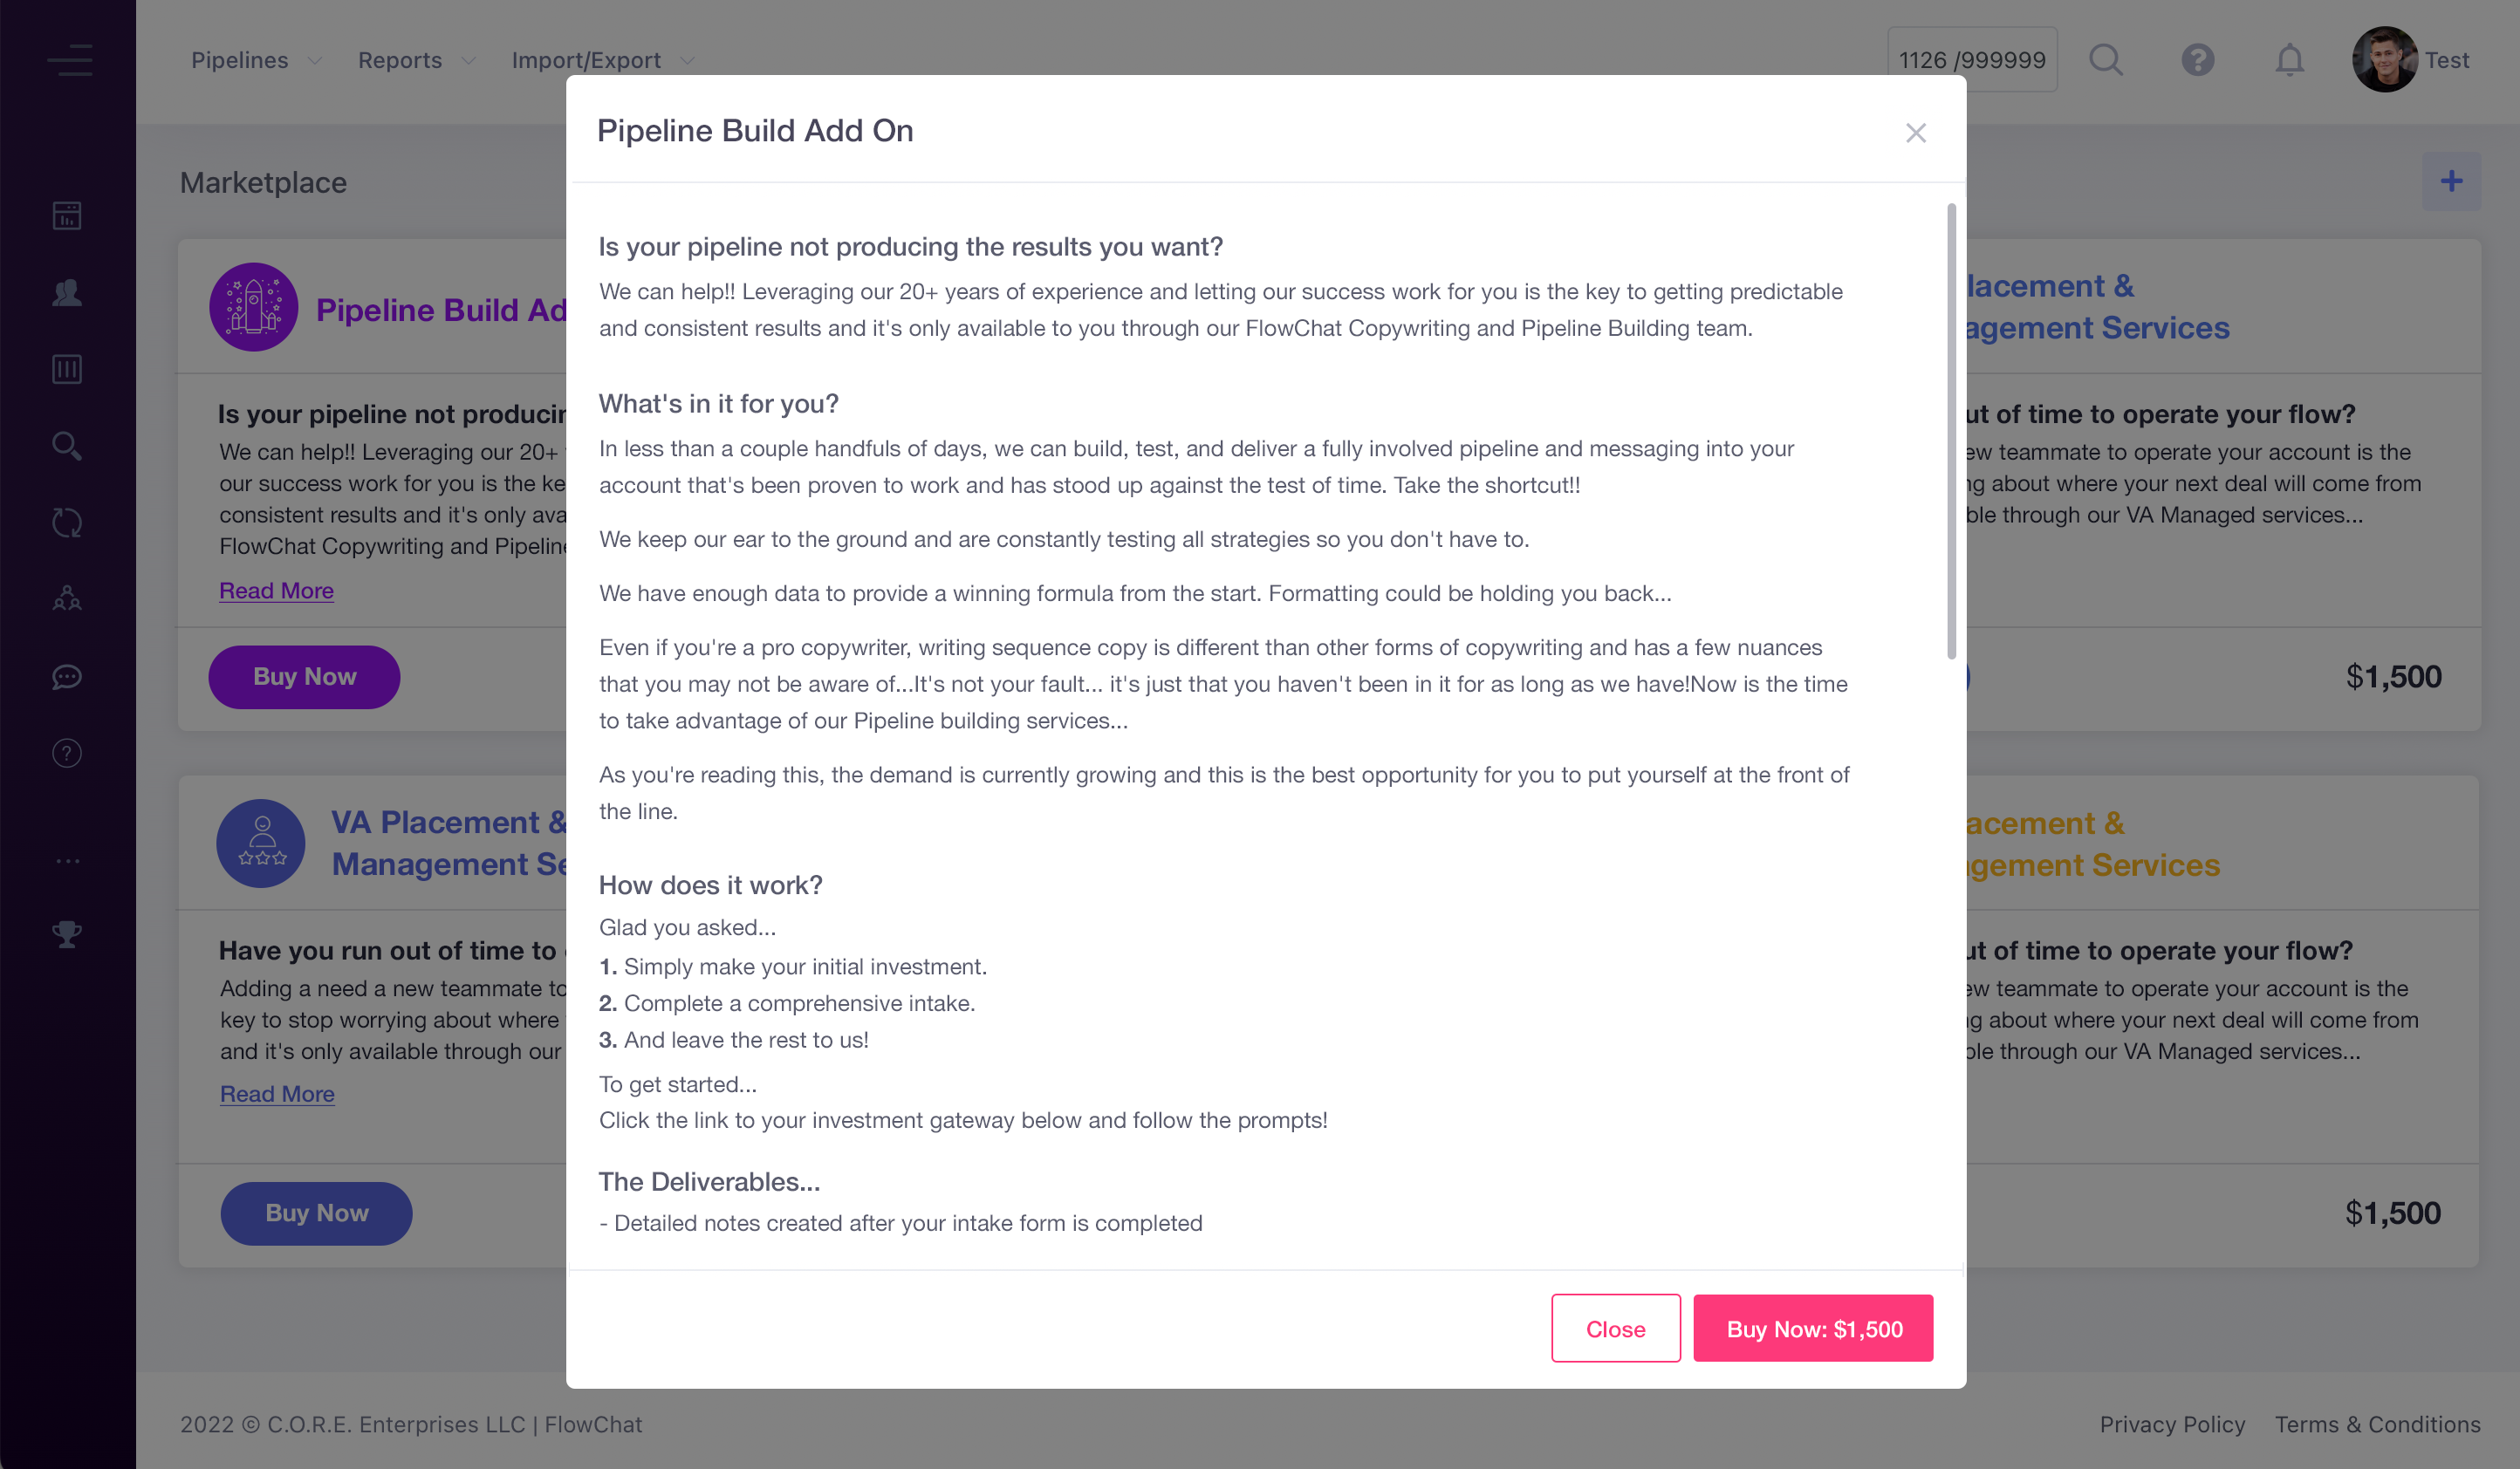 Pipelines
Reports
Import/Export
1126 /999999
Test
Marketplace
Pipeline Build Add On
Is your pipeline not producing the results you want?
We can help!! Leveraging our 20+ years of experience and letting our success work for you is the key to getting predictable
and consistent results and it's only available to you through our FlowChat Copywriting and Pipeline Building team.
What's in it for you?
In less than a couple handfuls of days, we can build, test, and deliver a fully involved pipeline and messaging into your
account that's been proven to work and has stood up against the test of time. Take the shortcut!!
We keep our ear to the ground and are constantly testing all strategies so you don't have to.
We have enough data to provide a winning formula from the start. Formatting could be holding you back...
Even if you're a pro copywriter, writing sequence copy is different than other forms of copywriting and has a few nuances
that you may not be aware of...It's not your fault... it's just that you haven't been in it for as long as we have!Now is the time
to take advantage of our Pipeline building services...
As you're reading this, the demand is currently growing and this is the best opportunity for you to put yourself at the front of
the line.
How does it work?
Glad you asked...
1. Simply make your initial investment.
2. Complete a comprehensive intake.
3. And leave the rest to us!
To get started...
Click the link to your investment gateway below and follow the prompts!
The Deliverables...
- Detailed notes created after your intake form is completed
Close
Buy Now: $1,500
Pipeline Build Ad
Is your pipeline not
We can help!! Leveraging our 20+
our success work for you is the
consistent results and it's only
FlowChat Copywriting and
Read More
Buy Now
VA Placement &
Management
Have you run out of time to
Adding a need a new teammate to
key to stop worrying about where
and it's only available through our
Read More
Buy Now
&
Services
of time to operate your flow?
teammate to operate your account is the
about where your next deal will come from
through our VA Managed services...
$1,500
&
Services
of time to operate your flow?
teammate to operate your account is the
about where your next deal will come from
through our VA Managed services...
$1,500
2022 © C.O.R.E. Enterprises LLC | FlowChat
Privacy Policy
Terms & Conditions